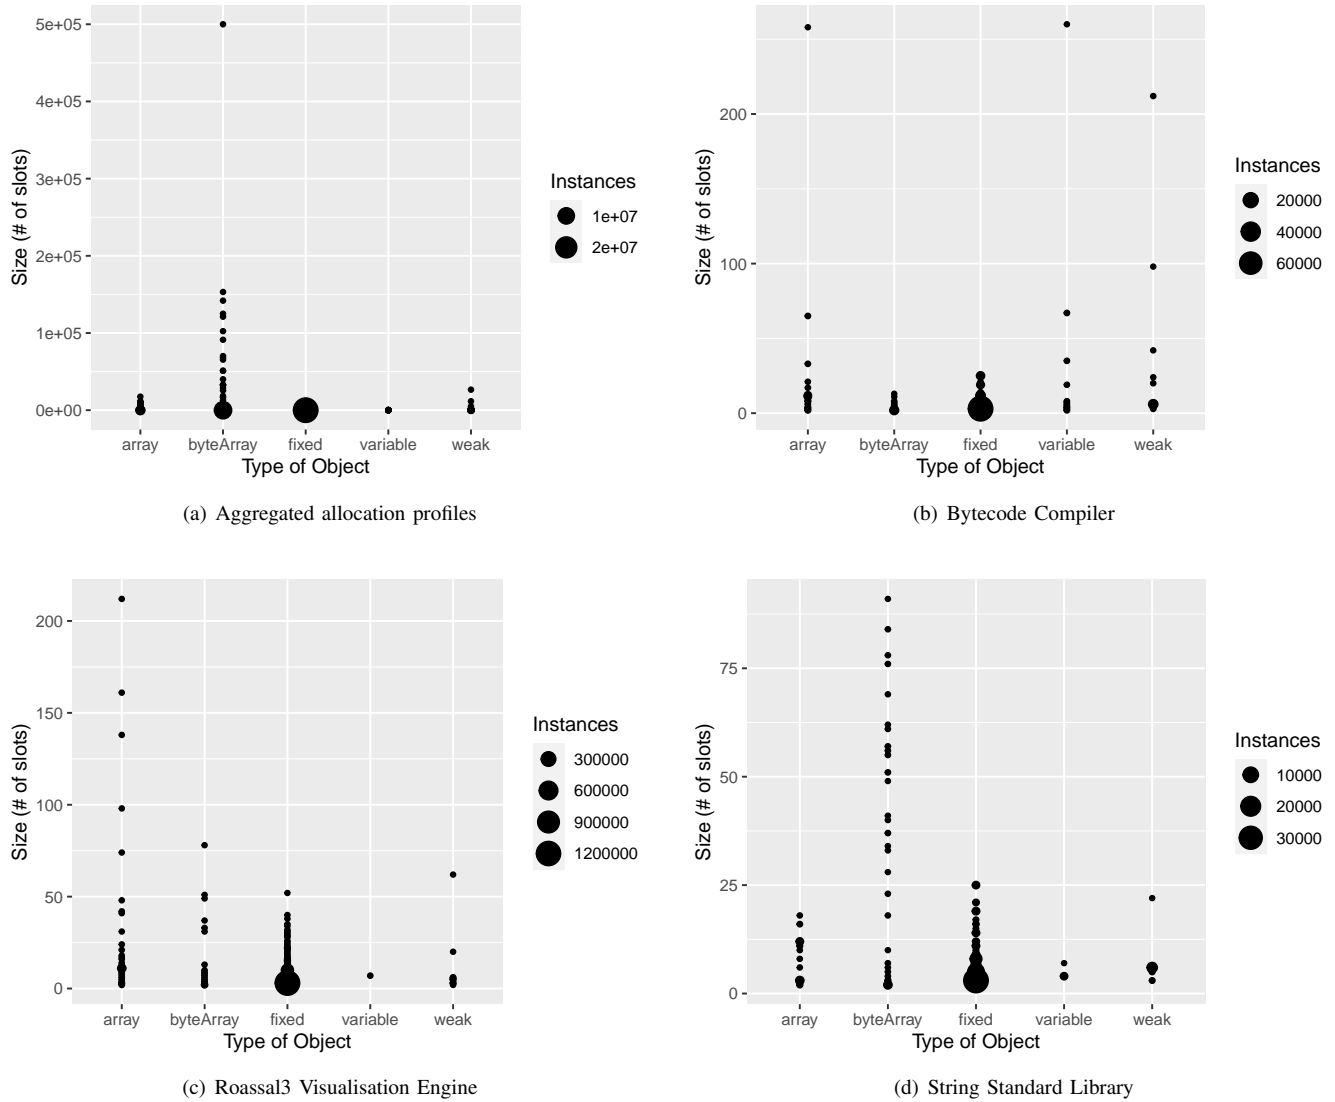 5e+05
4e+05
3e+05
2e+05
1e+05
0e+00
Size (# of slots)
array byteArray fixed variable weak
Type of Object
Instances
1e+07
2e+07
(a) Aggregated allocation profiles
200
100
0
Size (# of slots)
array byteArray fixed variable weak
Type of Object
Instances
20000
40000
60000
(b) Bytecode Compiler
200
150
100
50
0
Size (# of slots)
array byteArray fixed variable weak
Type of Object
Instances
300000
600000
900000
1200000
(c) Roassal3 Visualisation Engine
75
50
25
0
Size (# of slots)
array byteArray fixed variable weak
Type of Object
Instances
10000
20000
30000
(d) String Standard Library